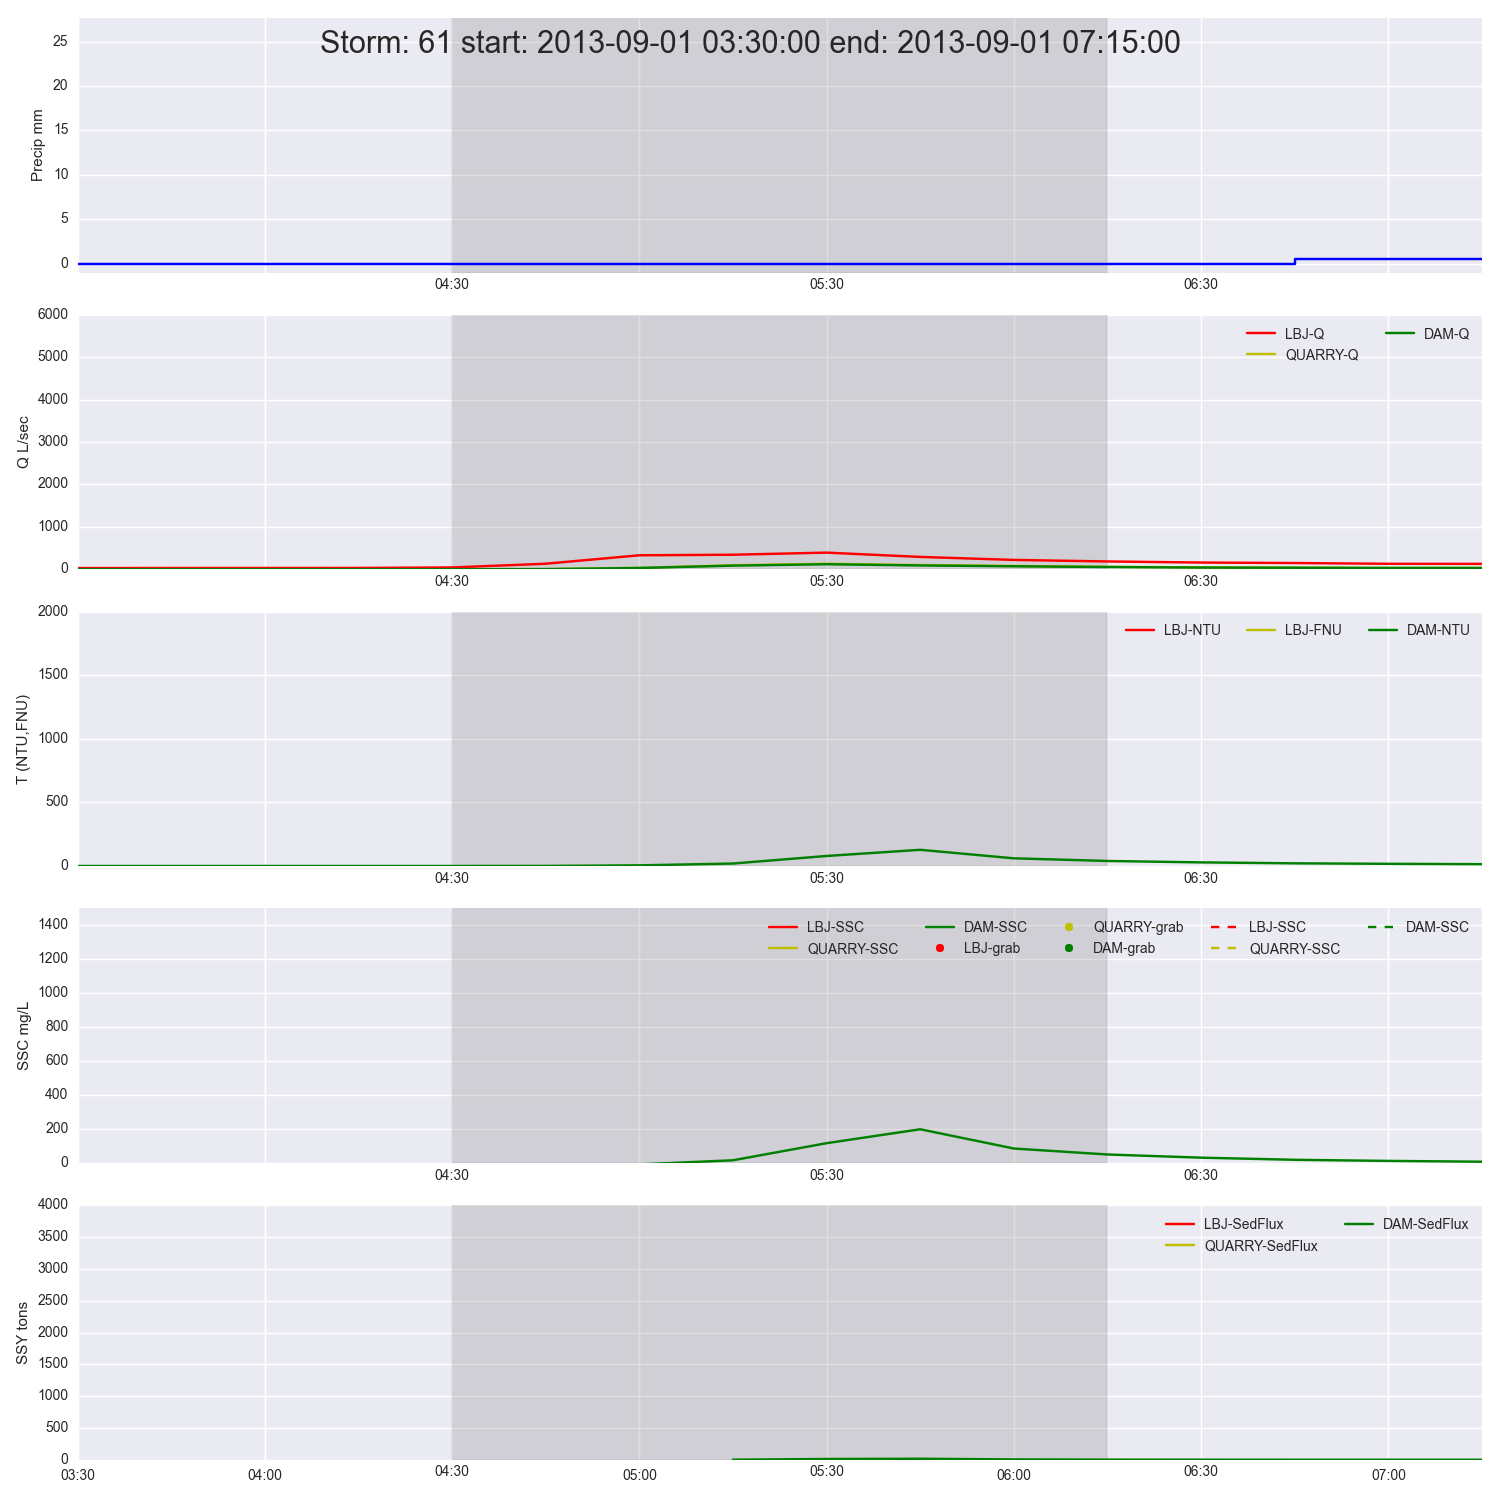 Storm: 61 start: 2013-09-01 03:30:00 end: 2013-09-01 07:15:00
Precip mm
25
20
15
10
5
0
04:30 05:30 06:30
Q L/sec
6000
5000
4000
3000
2000
1000
0
LBJ-Q DAM-Q
QUARRY-Q
04:30 05:30 06:30
T (NTU,FNU)
2000
1500
1000
500
0
LBJ-NTU LBJ-FNU DAM-NTU
04:30 05:30 06:30
SSC mg/L
1400
1200
1000
800
600
400
200
0
LBJ-SSC DAM-SSC QUARRY-grab LBJ-SSC DAM-SSC
QUARRY-SSC LBJ-grab DAM-grab QUARRY-SSC
04:30 05:30 06:30
SSY tons
4000
3500
3000
2500
2000
1500
1000
500
0
LBJ-SedFlux DAM-SedFlux
QUARRY-SedFlux
03:30 04:00 04:30 05:00 05:30 06:00 06:30 07:00